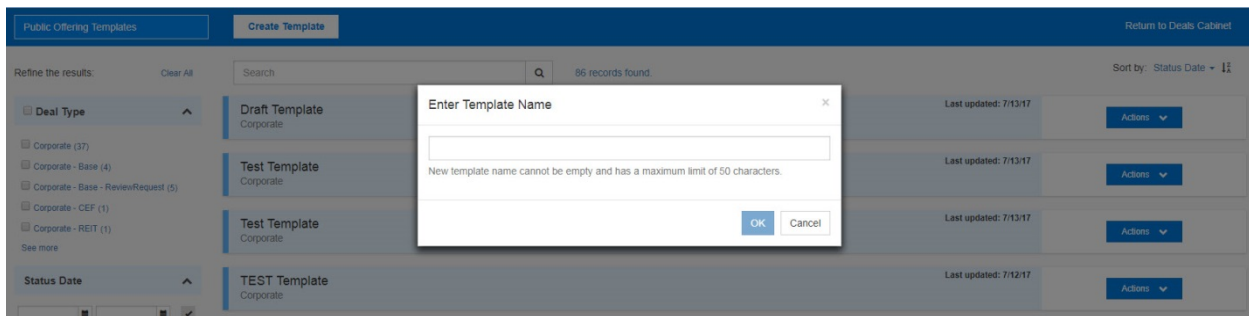 Public Offering Templates
Create Template
Return to Deals Cabinet
Refine the results:
Clear All
Search
86 records found.
Sort by: Status Date
Deal Type
Corporate (37)
Corporate - Base (4)
Corporate - Base - ReviewRequest (5)
Corporate - CEF (1)
Corporate - REIT (1)
See more
Status Date
Draft Template
Corporate
Last updated: 7/13/17
Actions
Test Template
Corporate
Last updated: 7/13/17
Actions
Test Template
Corporate
Last updated: 7/13/17
Actions
TEST Template
Corporate
Last updated: 7/12/17
Actions
Enter Template Name
×
New template name cannot be empty and has a maximum limit of 50 characters.
OK
Cancel